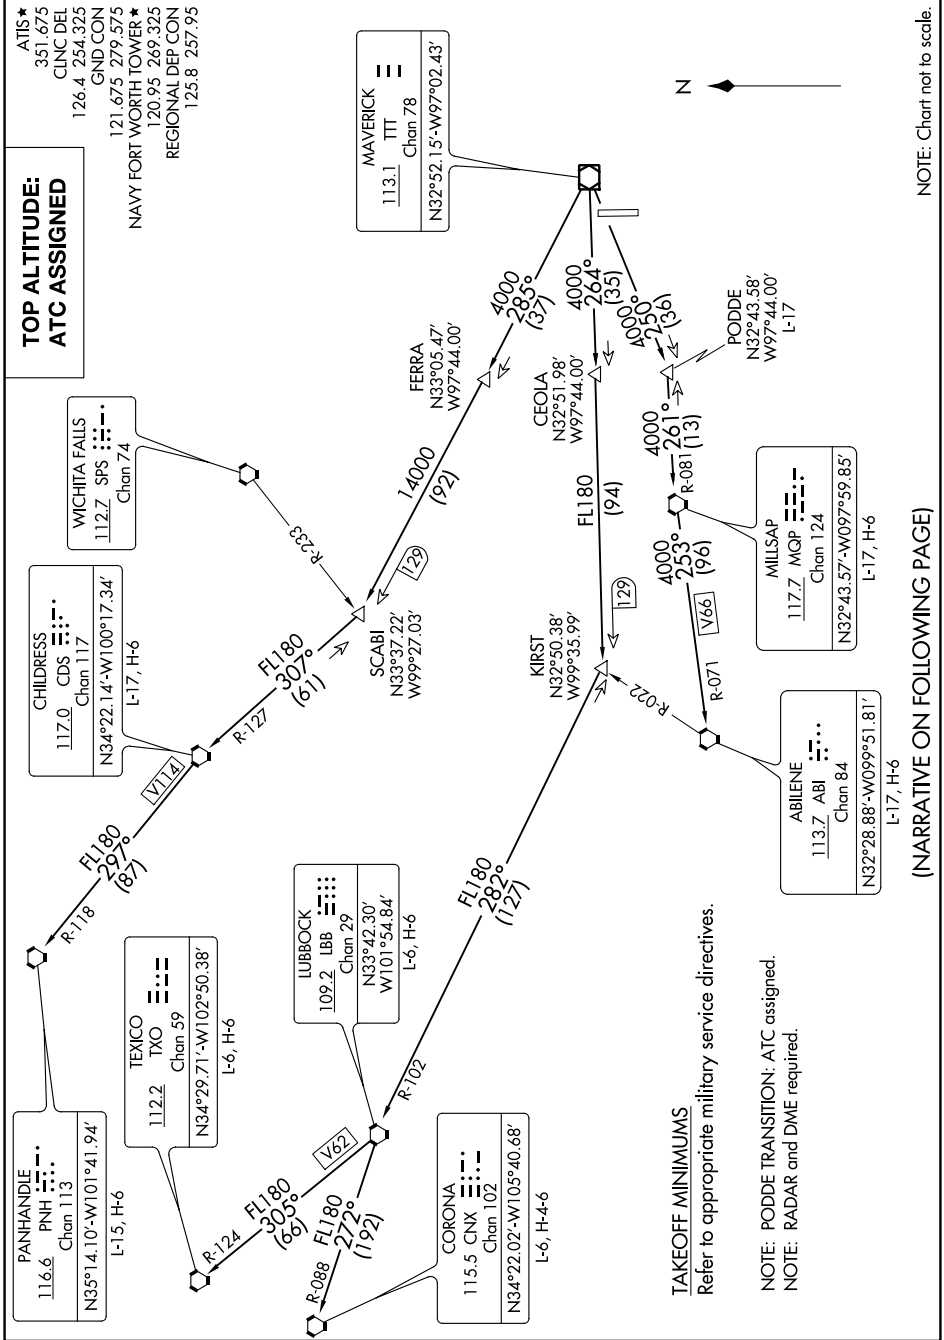 ATIS ★
351.675
CLNC DEL
126.4 254.325
GND CON
121.675 279.575
NAVY FORT WORTH TOWER ★
120.95 269.325
REGIONAL DEP CON
125.8 257.95
TOP ALTITUDE:
ATC ASSIGNED
MAVERICK
113.1 TTT
Chan 78
N32°52.15'-W97°02.43'
N
NOTE: Chart not to scale.
4000
285°
(37)
4000
264°
(35)
4000
250°
(36)
FERRA
N33°05.47'
W97°44.00'
CEOLA
N32°51.98'
W97°44.00'
PODDE
N32°43.58'
W97°44.00'
L-17
4000
261°
(13)
R-081
WICHITA FALLS
112.7 SPS
Chan 74
R-233
14000
(92)
129
FL180
(94)
129
MILLSAP
117.7 MQP
Chan 124
N32°43.57'-W097°59.85'
L-17, H-6
4000
253°
(96)
V66
R-071
CHILDRESS
117.0 CDS
Chan 117
N34°22.14'-W100°17.34'
L-17, H-6
SCABI
N33°37.22'
W99°27.03'
FL180
307°
(61)
R-127
KIRST
N32°50.38'
W99°35.99'
R-022
ABILENE
113.7 ABI
Chan 84
N32°28.88'-W099°51.81'
L-17, H-6
V114
FL180
297°
(87)
R-118
FL180
282°
(127)
R-102
LUBBOCK
109.2 LBB
Chan 29
N33°42.30'
W101°54.84'
L-6, H-6
PANHANDLE
116.6 PNH
Chan 113
N35°14.10'-W101°41.94'
L-15, H-6
TEXICO
112.2 TXO
Chan 59
N34°29.71'-W102°50.38'
L-6, H-6
V62
FL180
305°
(66)
R-124
FL180
272°
(192)
R-088
CORONA
115.5 CNX
Chan 102
N34°22.02'-W105°40.68'
L-6, H-4-6
TAKEOFF MINIMUMS
Refer to appropriate military service directives.
NOTE: PODDE TRANSITION: ATC assigned.
NOTE: RADAR and DME required.
(NARRATIVE ON FOLLOWING PAGE)